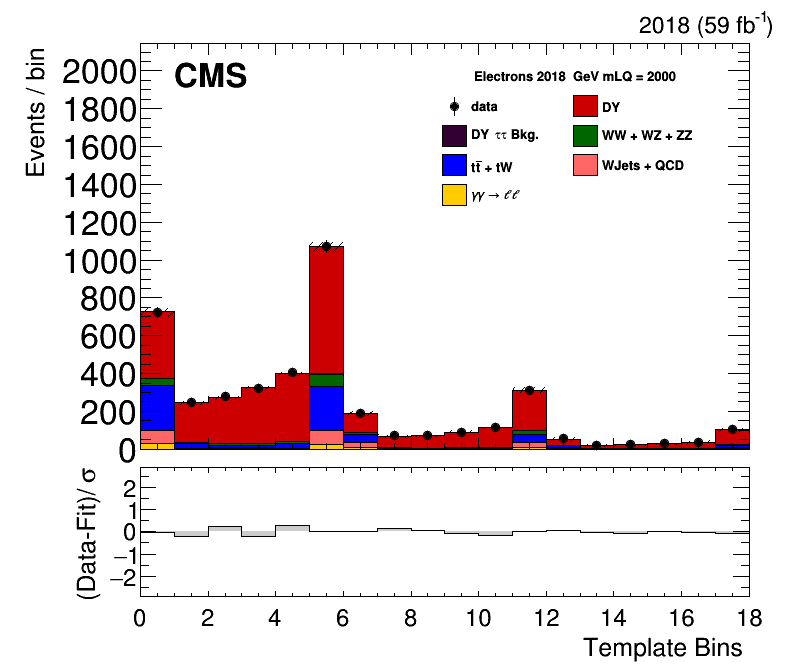 2018 (59 fb-1)
Events / bin
CMS
Electrons 2018 GeV mLQ = 2000
data
DY
DY ττ Bkg.
WW + WZ + ZZ
tt̅ + tW
WJets + QCD
γγ → ℓℓ
2000
1800
1600
1400
1200
1000
800
600
400
200
0
(Data-Fit)/ σ
2
1
0
−1
−2
0 2 4 6 8 10 12 14 16 18
Template Bins